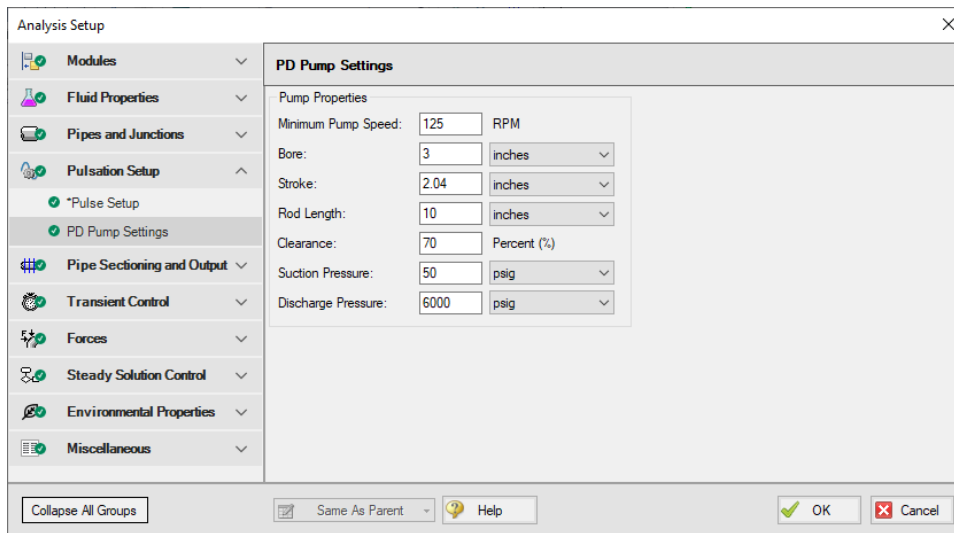 Analysis Setup
Modules
Fluid Properties
Pipes and Junctions
Pulsation Setup
*Pulse Setup
PD Pump Settings
Pipe Sectioning and Output
Transient Control
Forces
Steady Solution Control
Environmental Properties
Miscellaneous
PD Pump Settings
Pump Properties
Minimum Pump Speed: 125 RPM
Bore: 3 inches
Stroke: 2.04 inches
Rod Length: 10 inches
Clearance: 70 Percent (%)
Suction Pressure: 50 psig
Discharge Pressure: 6000 psig
Collapse All Groups
Same As Parent
Help
OK
Cancel